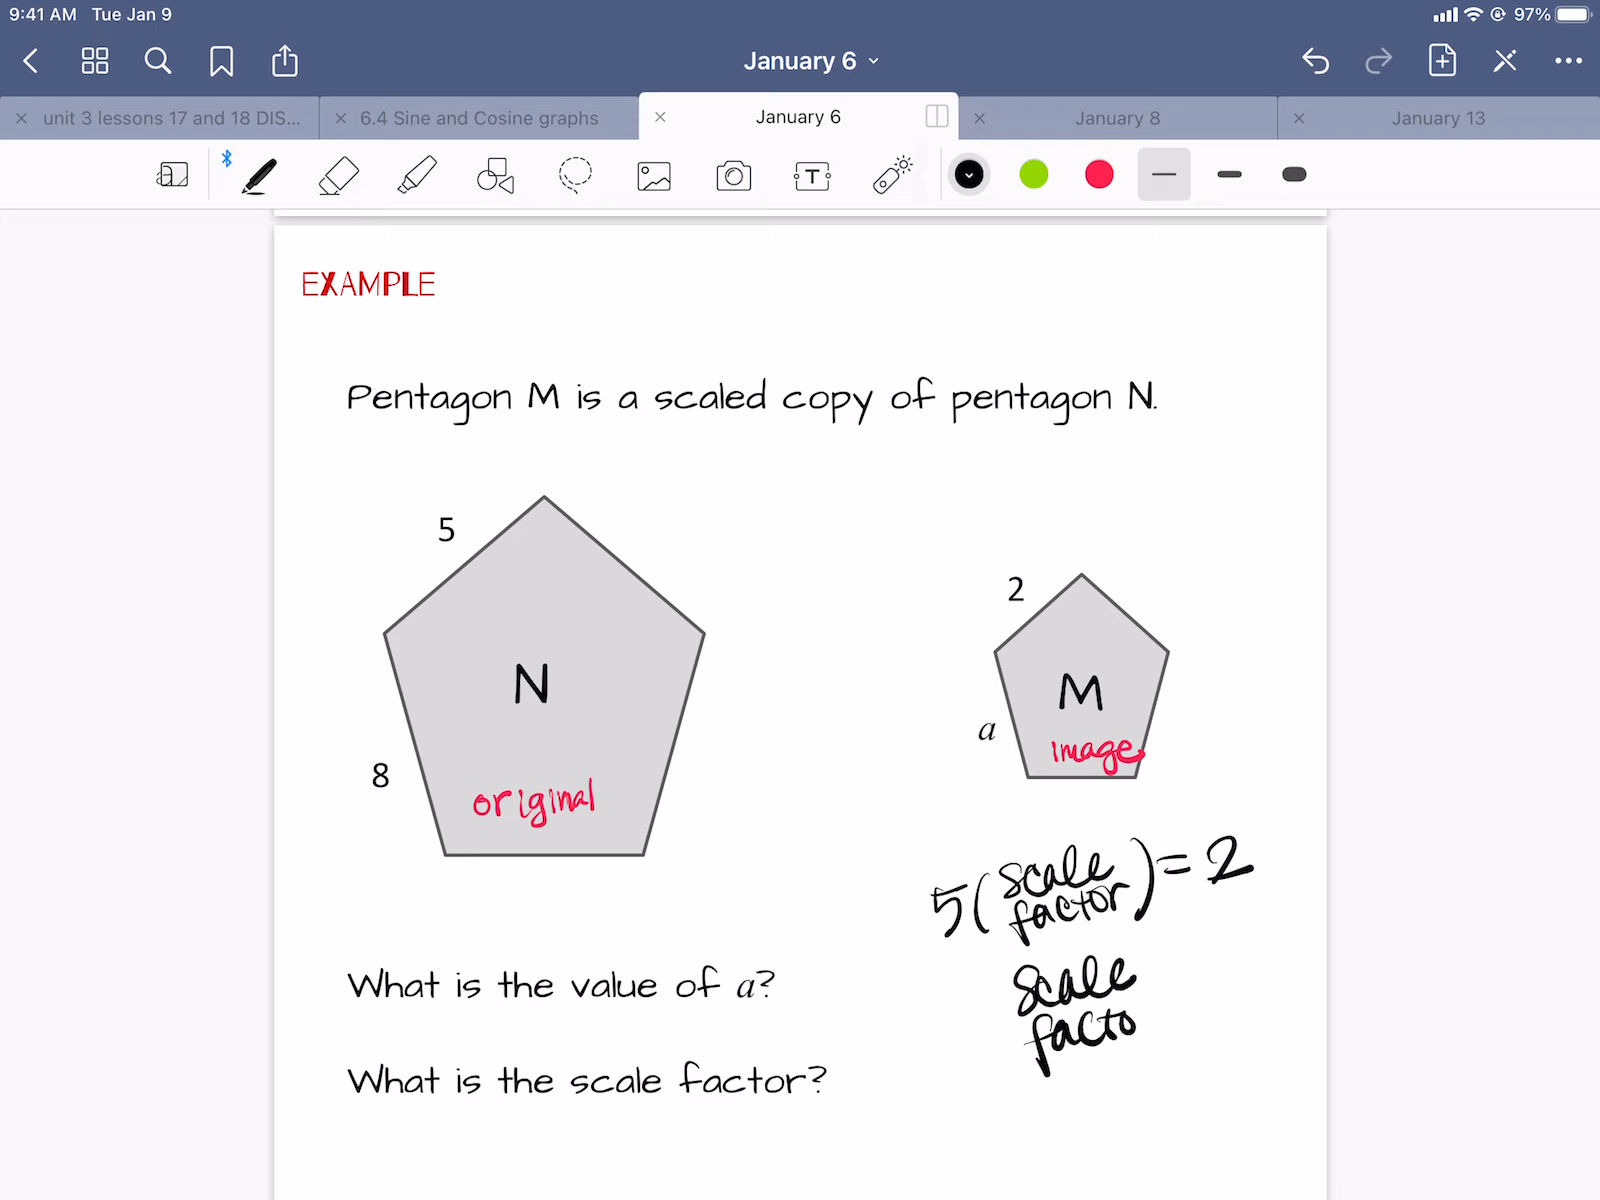 9:41 AM Tue Jan 9
97%
January 6
unit 3 lessons 17 and 18 DIS...
6.4 Sine and Cosine graphs
January 6
January 8
January 13
T
EXAMPLE
Pentagon M is a scaled copy of pentagon N.
5
2
N
M
a
image
8
original
5(scale factor) = 2
scale
facto
What is the value of a?
What is the scale factor?